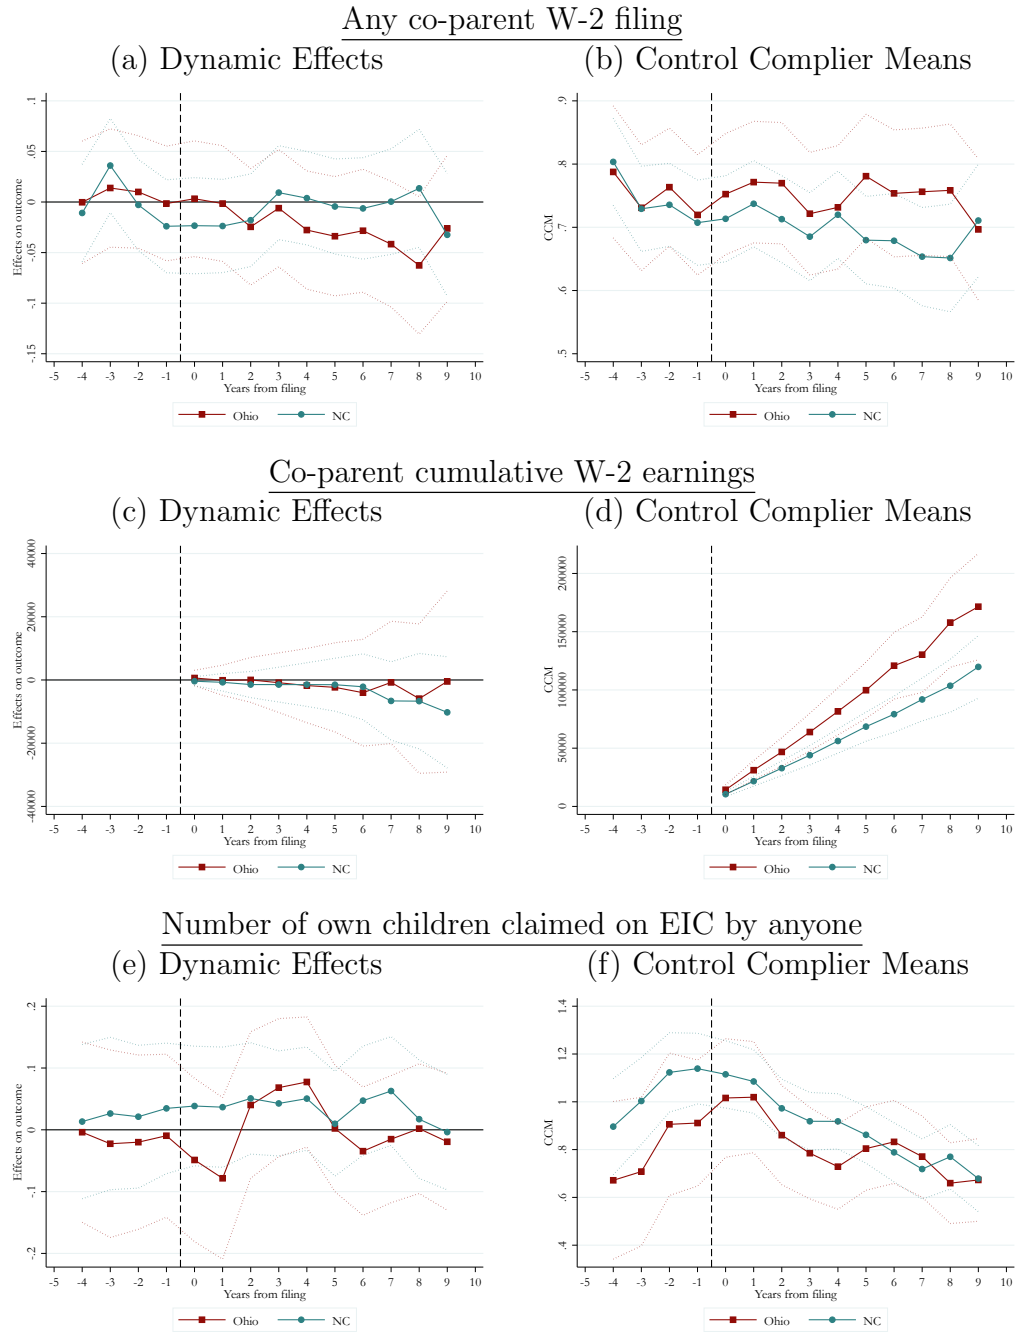 Any co-parent W-2 filing
(a) Dynamic Effects
(b) Control Complier Means
Effects on outcome
.1
.05
0
-.05
-.1
-.15
-5 -4 -3 -2 -1 0 1 2 3 4 5 6 7 8 9 10
Years from filing
Ohio NC
CCM
.9
.8
.7
.6
.5
-5 -4 -3 -2 -1 0 1 2 3 4 5 6 7 8 9 10
Years from filing
Ohio NC
Co-parent cumulative W-2 earnings
(c) Dynamic Effects
(d) Control Complier Means
Effects on outcome
40000
20000
0
-20000
-40000
-5 -4 -3 -2 -1 0 1 2 3 4 5 6 7 8 9 10
Years from filing
Ohio NC
CCM
200000
150000
100000
50000
0
-5 -4 -3 -2 -1 0 1 2 3 4 5 6 7 8 9 10
Years from filing
Ohio NC
Number of own children claimed on EIC by anyone
(e) Dynamic Effects
(f) Control Complier Means
Effects on outcome
.2
.1
0
-.1
-.2
-5 -4 -3 -2 -1 0 1 2 3 4 5 6 7 8 9 10
Years from filing
Ohio NC
CCM
1.4
1.2
1
.8
.6
.4
-5 -4 -3 -2 -1 0 1 2 3 4 5 6 7 8 9 10
Years from filing
Ohio NC